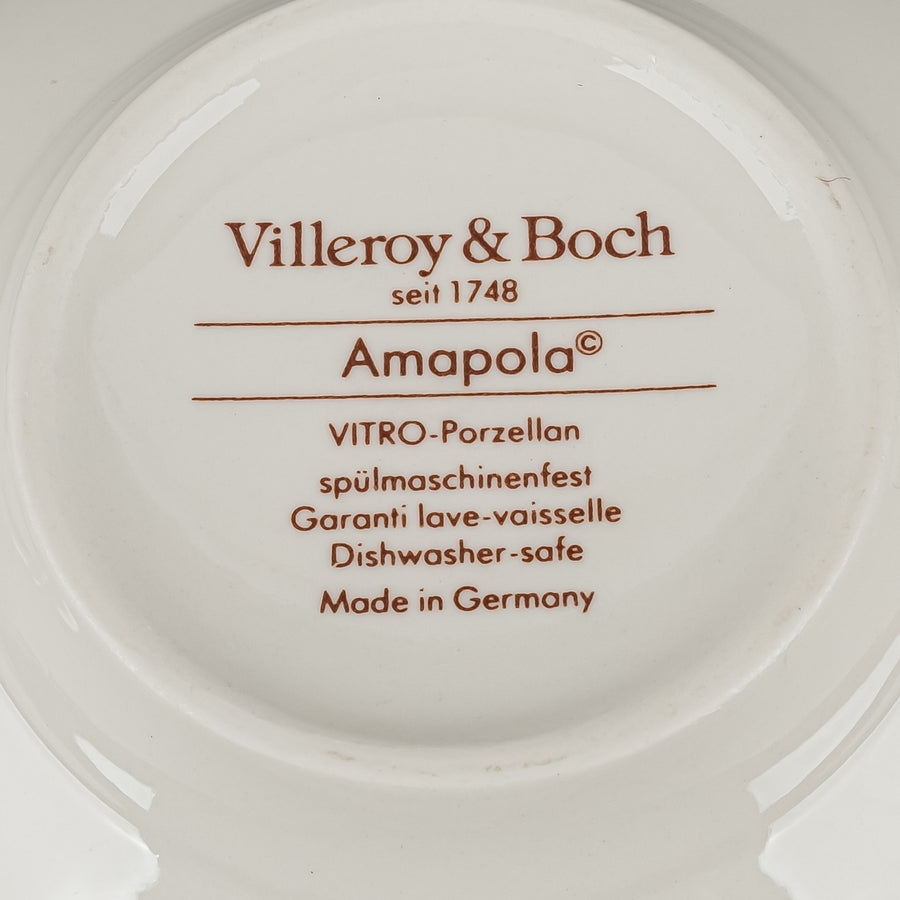 Villeroy & Boch
seit 1748
Amapola©
VITRO-Porzellan
spülmaschinenfest
Garanti lave-vaisselle
Dishwasher-safe
Made in Germany